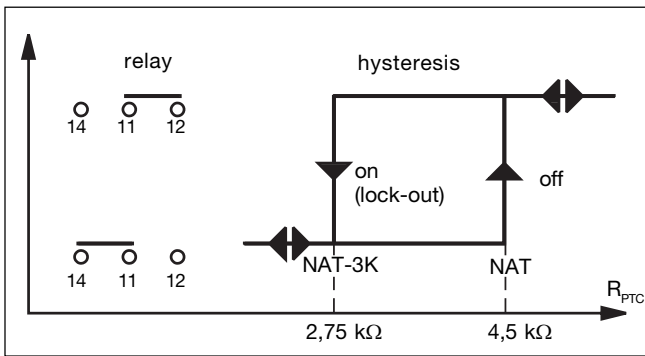 relay
hysteresis
14 11 12
on
(lock-out)
off
14 11 12
NAT-3K
NAT
R_PTC
2,75 kΩ
4,5 kΩ